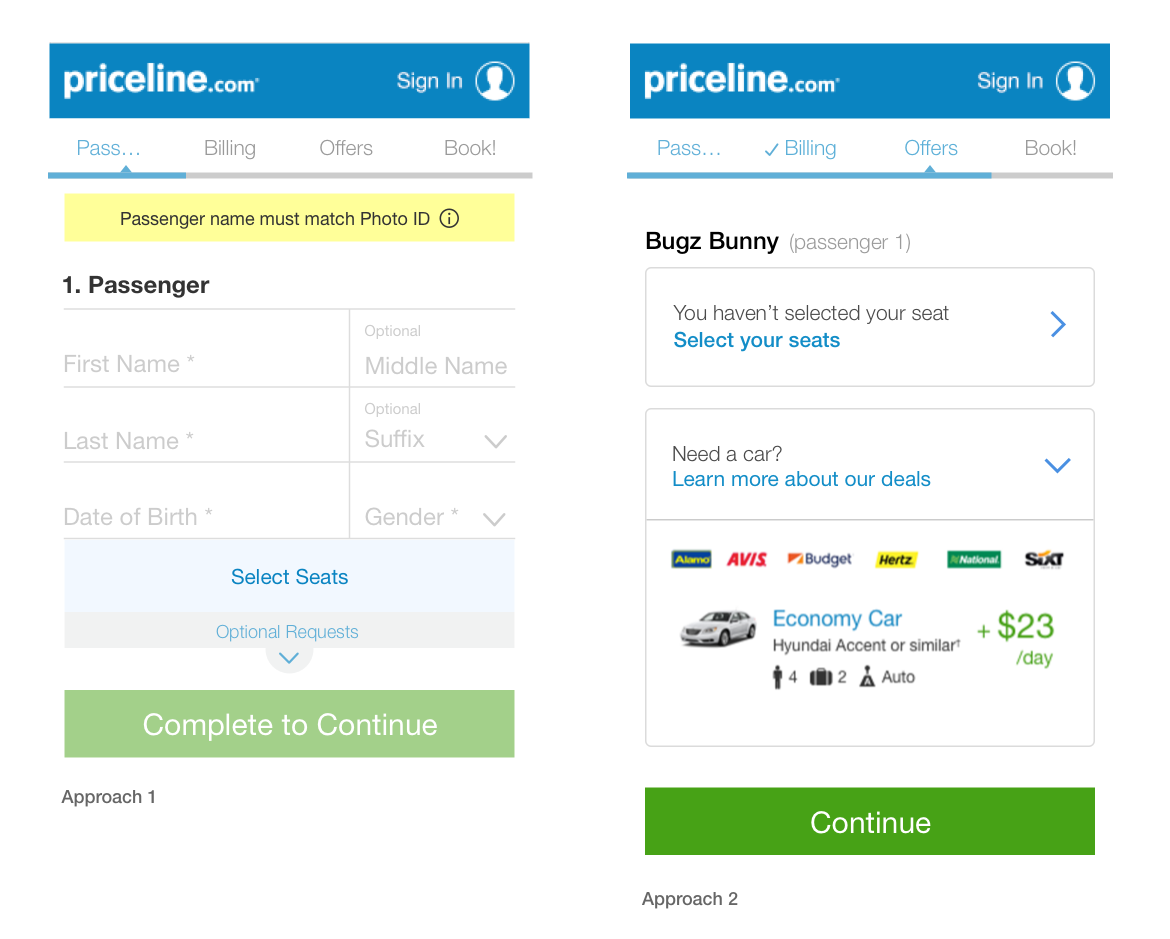 priceline.com
Sign In
Pass…
Billing
Offers
Book!
Passenger name must match Photo ID
1. Passenger
First Name *
Optional
Middle Name
Last Name *
Optional
Suffix
Date of Birth *
Gender *
Select Seats
Optional Requests
Complete to Continue
Approach 1
priceline.com
Sign In
Pass…
Billing
Offers
Book!
Bugz Bunny (passenger 1)
You haven’t selected your seat
Select your seats
Need a car?
Learn more about our deals
Alamo AVIS Budget Hertz National SIXT
Economy Car
Hyundai Accent or similar†
4 2 Auto
+ $23
/day
Continue
Approach 2